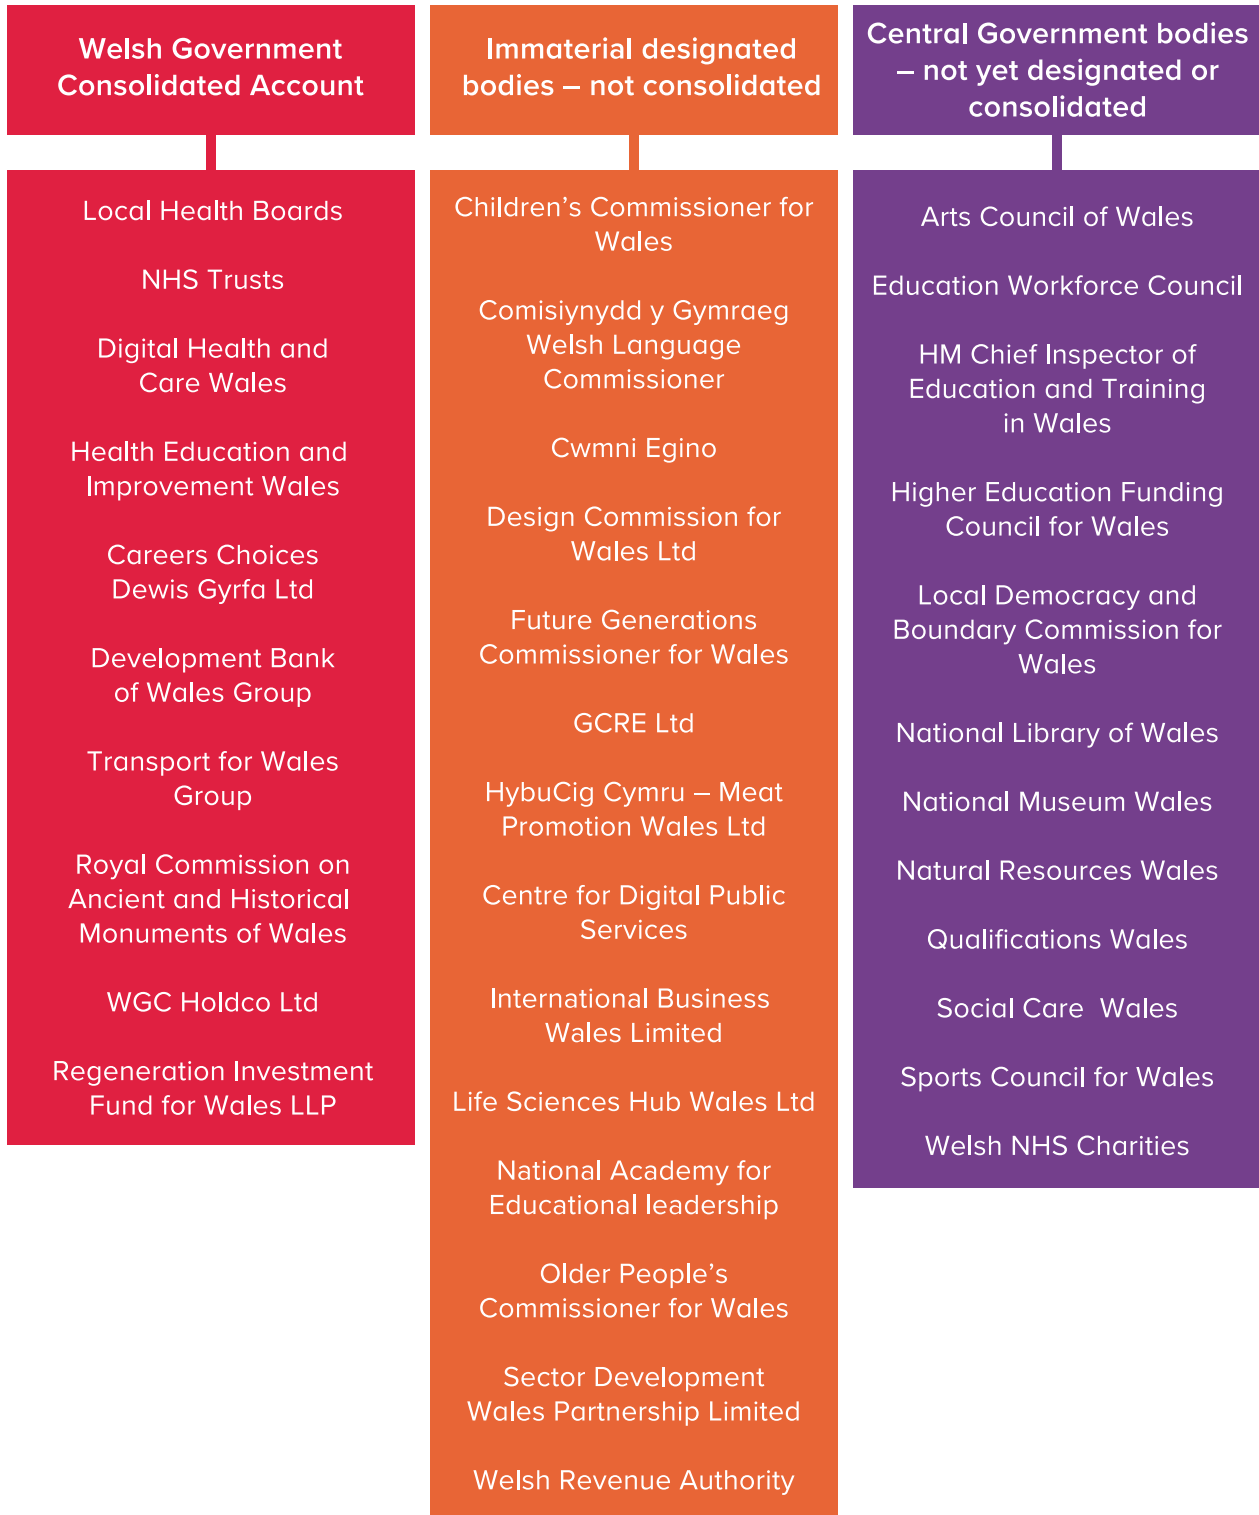 Welsh Government
Consolidated Account
Local Health Boards
NHS Trusts
Digital Health and
Care Wales
Health Education and
Improvement Wales
Careers Choices
Dewis Gyrfa Ltd
Development Bank
of Wales Group
Transport for Wales
Group
Royal Commission on
Ancient and Historical
Monuments of Wales
WGC Holdco Ltd
Regeneration Investment
Fund for Wales LLP
Immaterial designated
bodies – not consolidated
Children’s Commissioner for
Wales
Comisiynydd y Gymraeg
Welsh Language
Commissioner
Cwmni Egino
Design Commission for
Wales Ltd
Future Generations
Commissioner for Wales
GCRE Ltd
HybuCig Cymru – Meat
Promotion Wales Ltd
Centre for Digital Public
Services
International Business
Wales Limited
Life Sciences Hub Wales Ltd
National Academy for
Educational leadership
Older People’s
Commissioner for Wales
Sector Development
Wales Partnership Limited
Welsh Revenue Authority
Central Government bodies
– not yet designated or
consolidated
Arts Council of Wales
Education Workforce Council
HM Chief Inspector of
Education and Training
in Wales
Higher Education Funding
Council for Wales
Local Democracy and
Boundary Commission for
Wales
National Library of Wales
National Museum Wales
Natural Resources Wales
Qualifications Wales
Social Care  Wales
Sports Council for Wales
Welsh NHS Charities